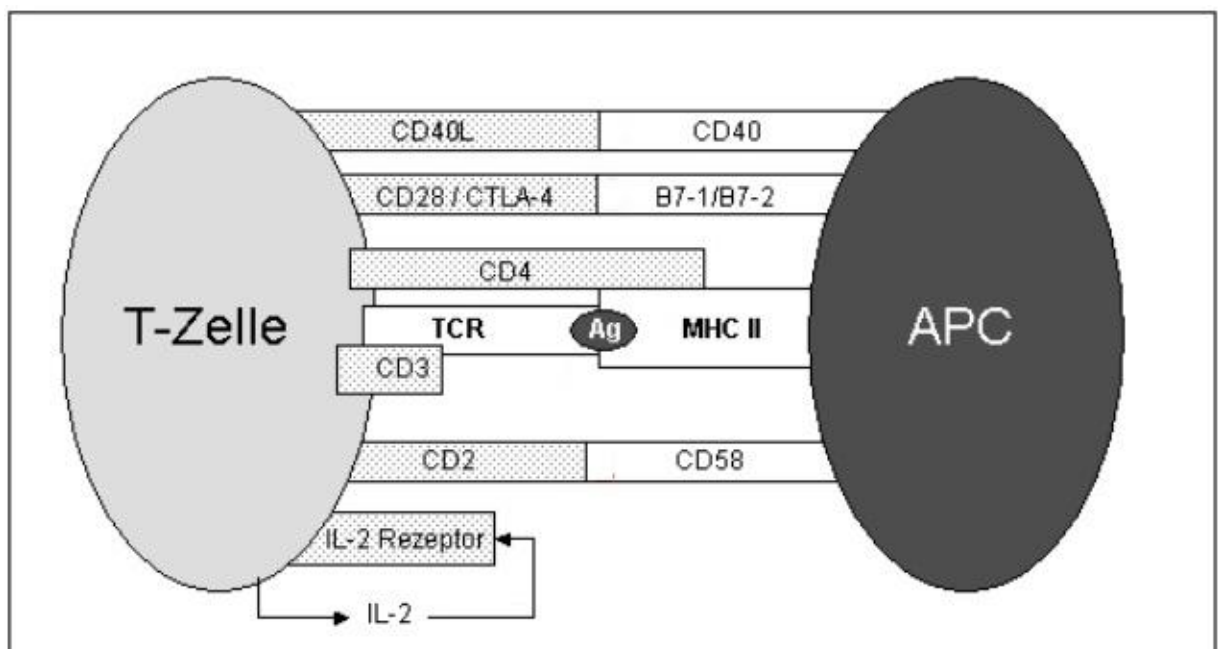 CD40L CD40
CD28 / CTLA-4 B7-1/B7-2
CD4
T-Zelle TCR Ag MHC II APC
CD3
CD2 CD58
IL-2 Rezeptor
IL-2